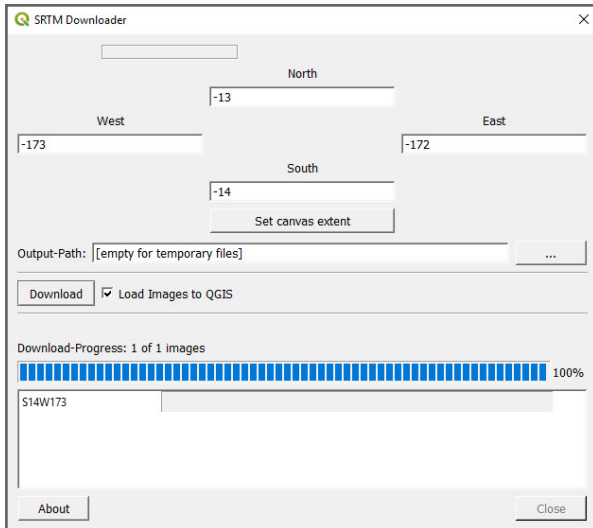 SRTM Downloader
North
-13
West
East
-173
-172
South
-14
Set canvas extent
Output-Path: [empty for temporary files] ...
Download Load Images to QGIS
Download-Progress: 1 of 1 images
100%
S14W173
About Close